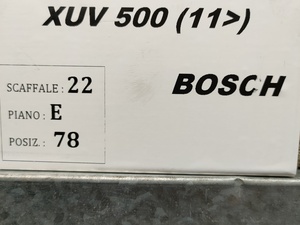 XUV 500 (11>)
SCAFFALE : 22
BOSCH
PIANO : E
POSIZ. : 78